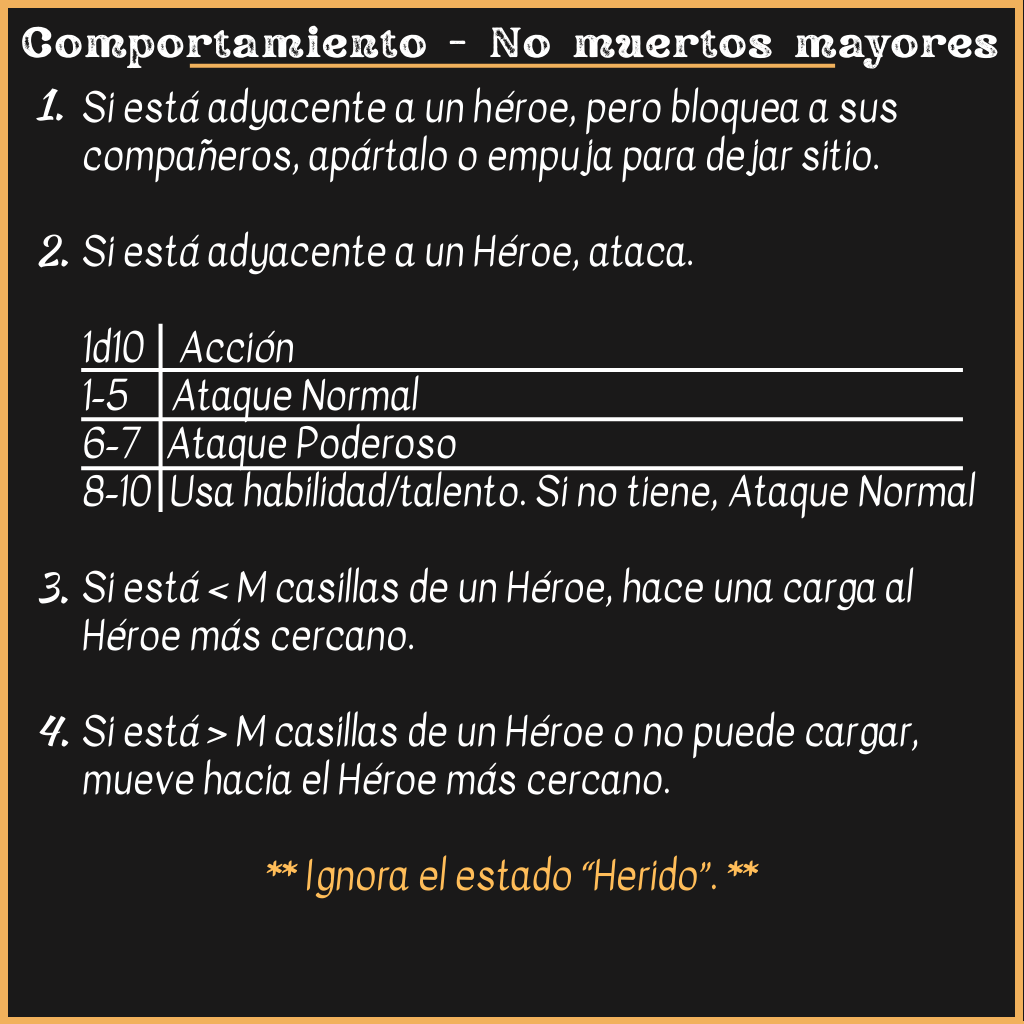 Comportamiento - No muertos mayores
1. Si está adyacente a un héroe, pero bloquea a sus
compañeros, apártalo o empuja para dejar sitio.
2. Si está adyacente a un Héroe, ataca.
1d10 Acción
1-5 Ataque Normal
6-7 Ataque Poderoso
8-10 Usa habilidad/talento. Si no tiene, Ataque Normal
3. Si está < M casillas de un Héroe, hace una carga al
Héroe más cercano.
4. Si está > M casillas de un Héroe o no puede cargar,
mueve hacia el Héroe más cercano.
** Ignora el estado “Herido”. **